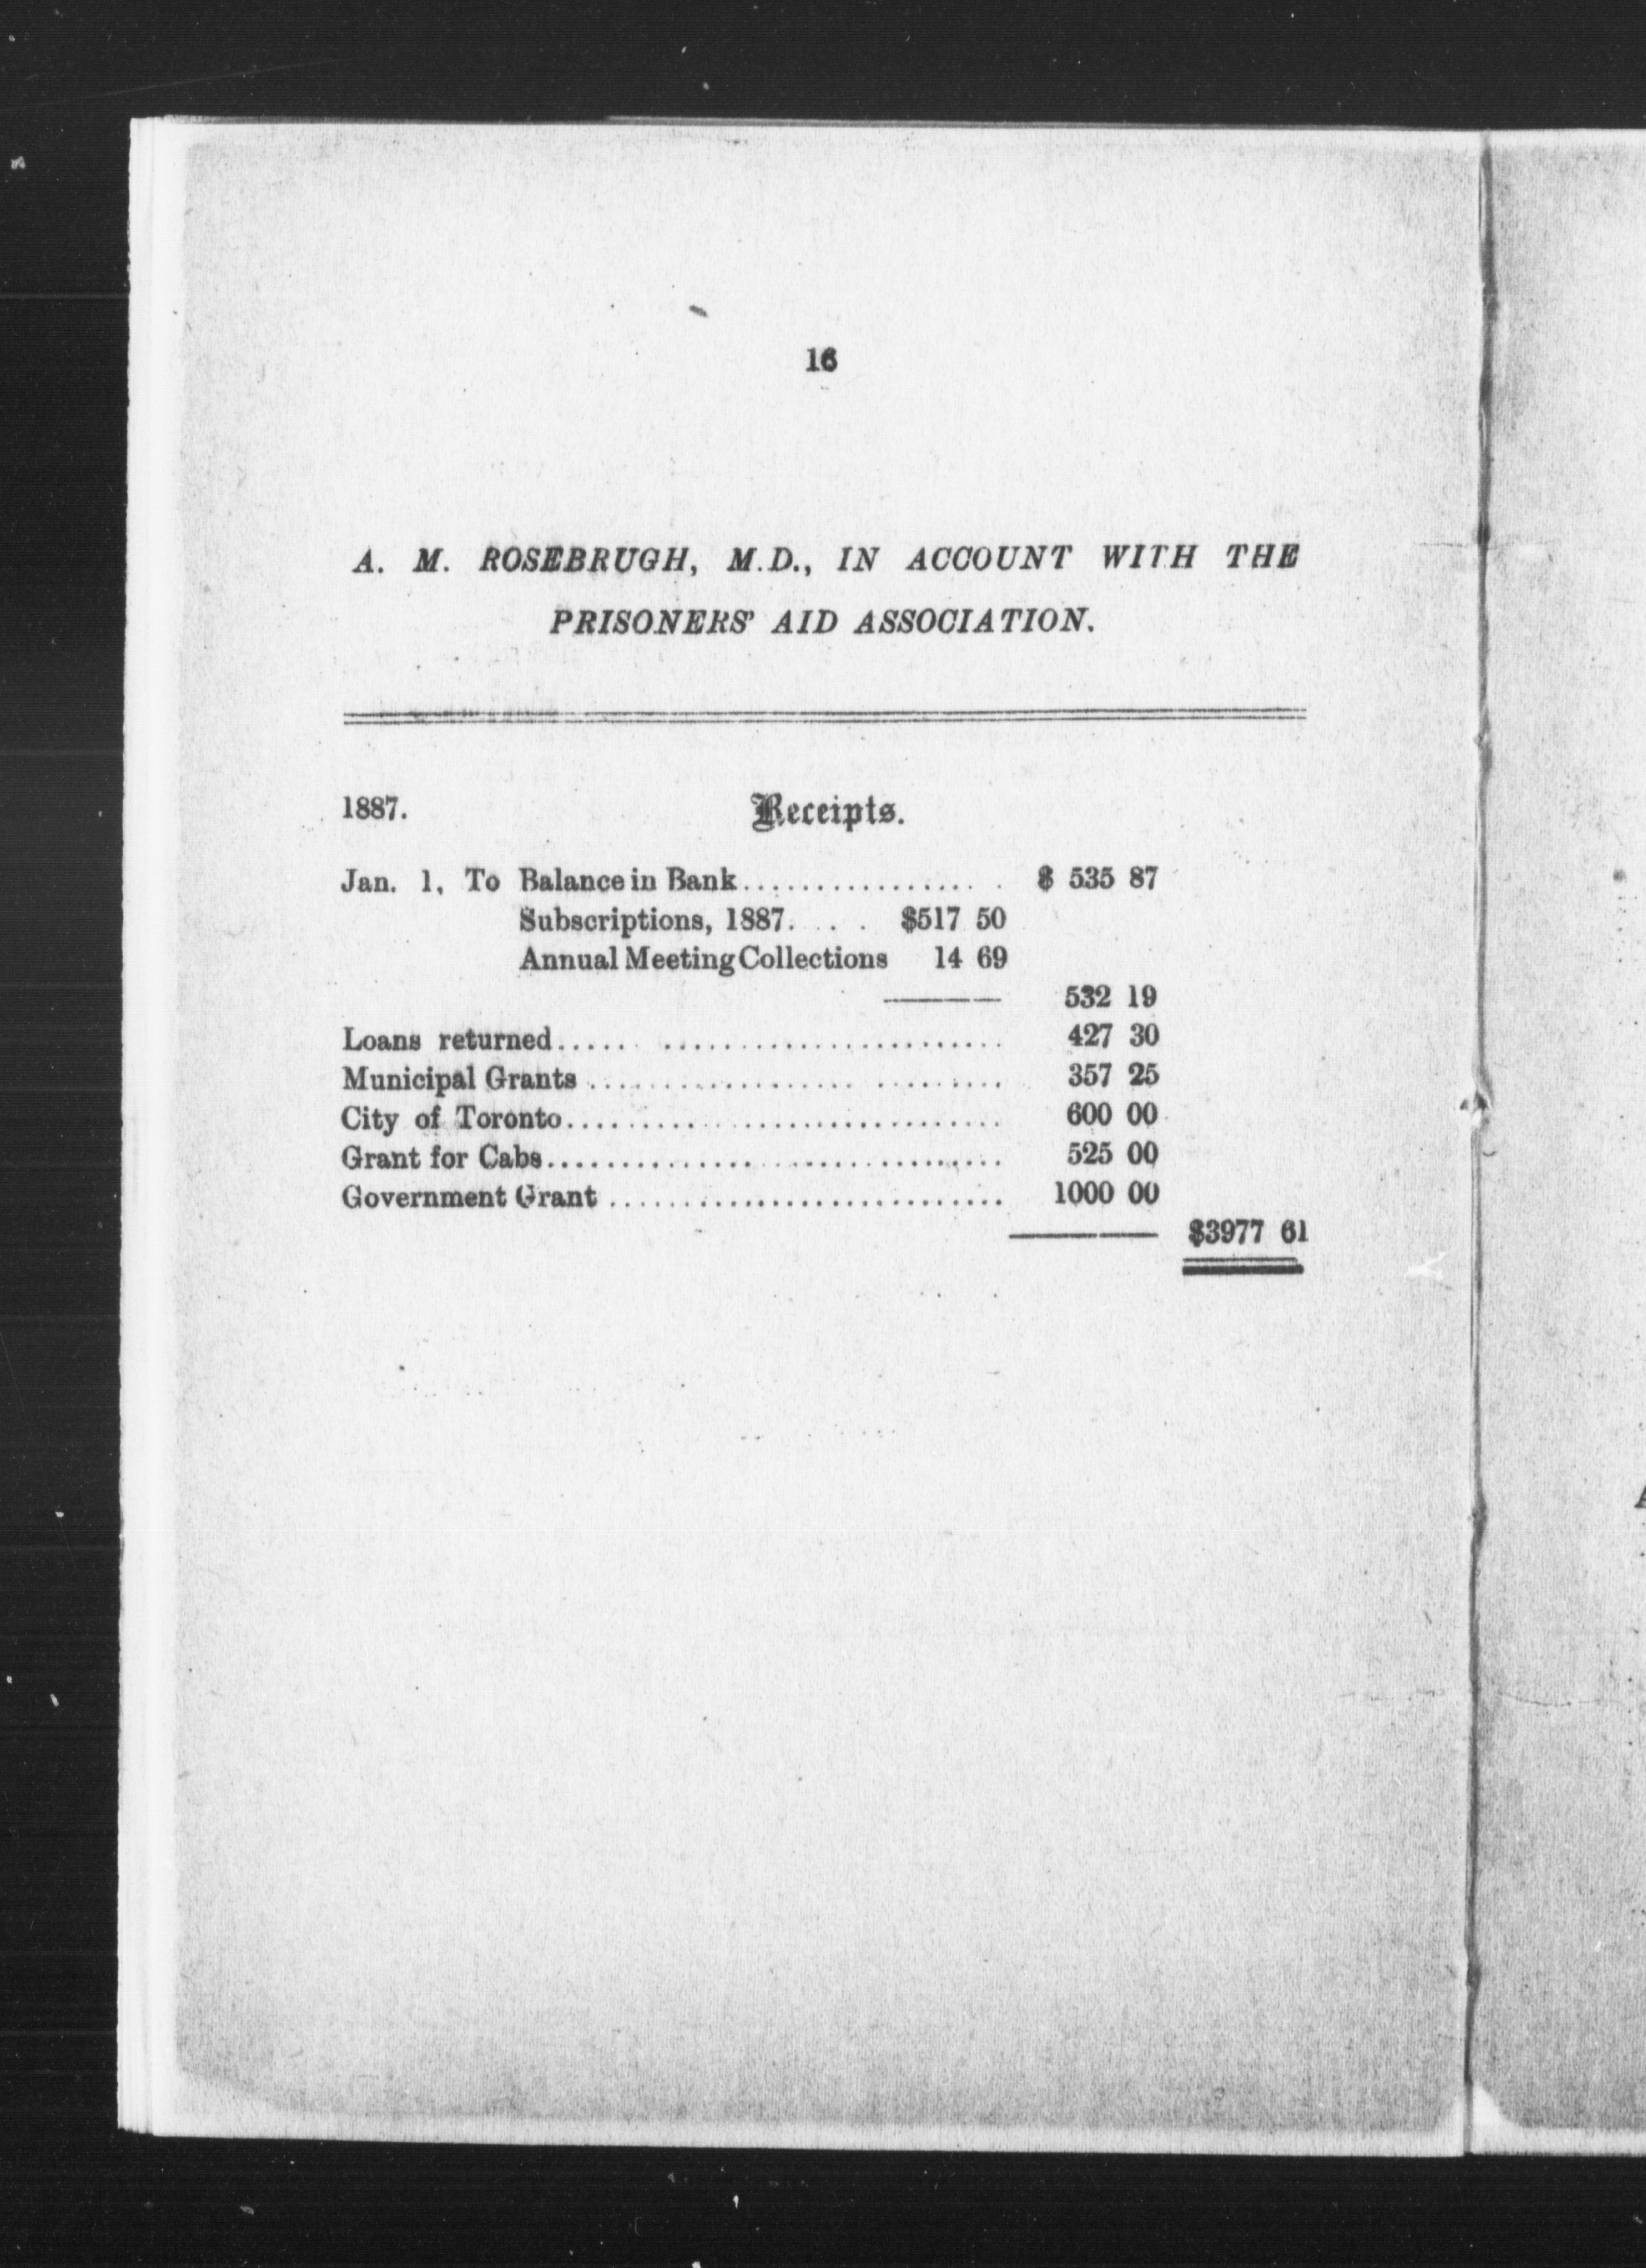 16
A. M. ROSEBRUGH, M.D., IN ACCOUNT WITH THE
PRISONERS' AID ASSOCIATION.
1887. Receipts.
Jan. 1, To Balance in Bank................ . $ 535 87
Subscriptions, 1887. . . . $517 50
Annual Meeting Collections 14 69
532 19
Loans returned..... ....................... 427 30
Municipal Grants .................. ......... 357 25
City of Toronto............................. 600 00
Grant for Cabs.............................. 525 00
Government Grant ........................... 1000 00
$3977 61